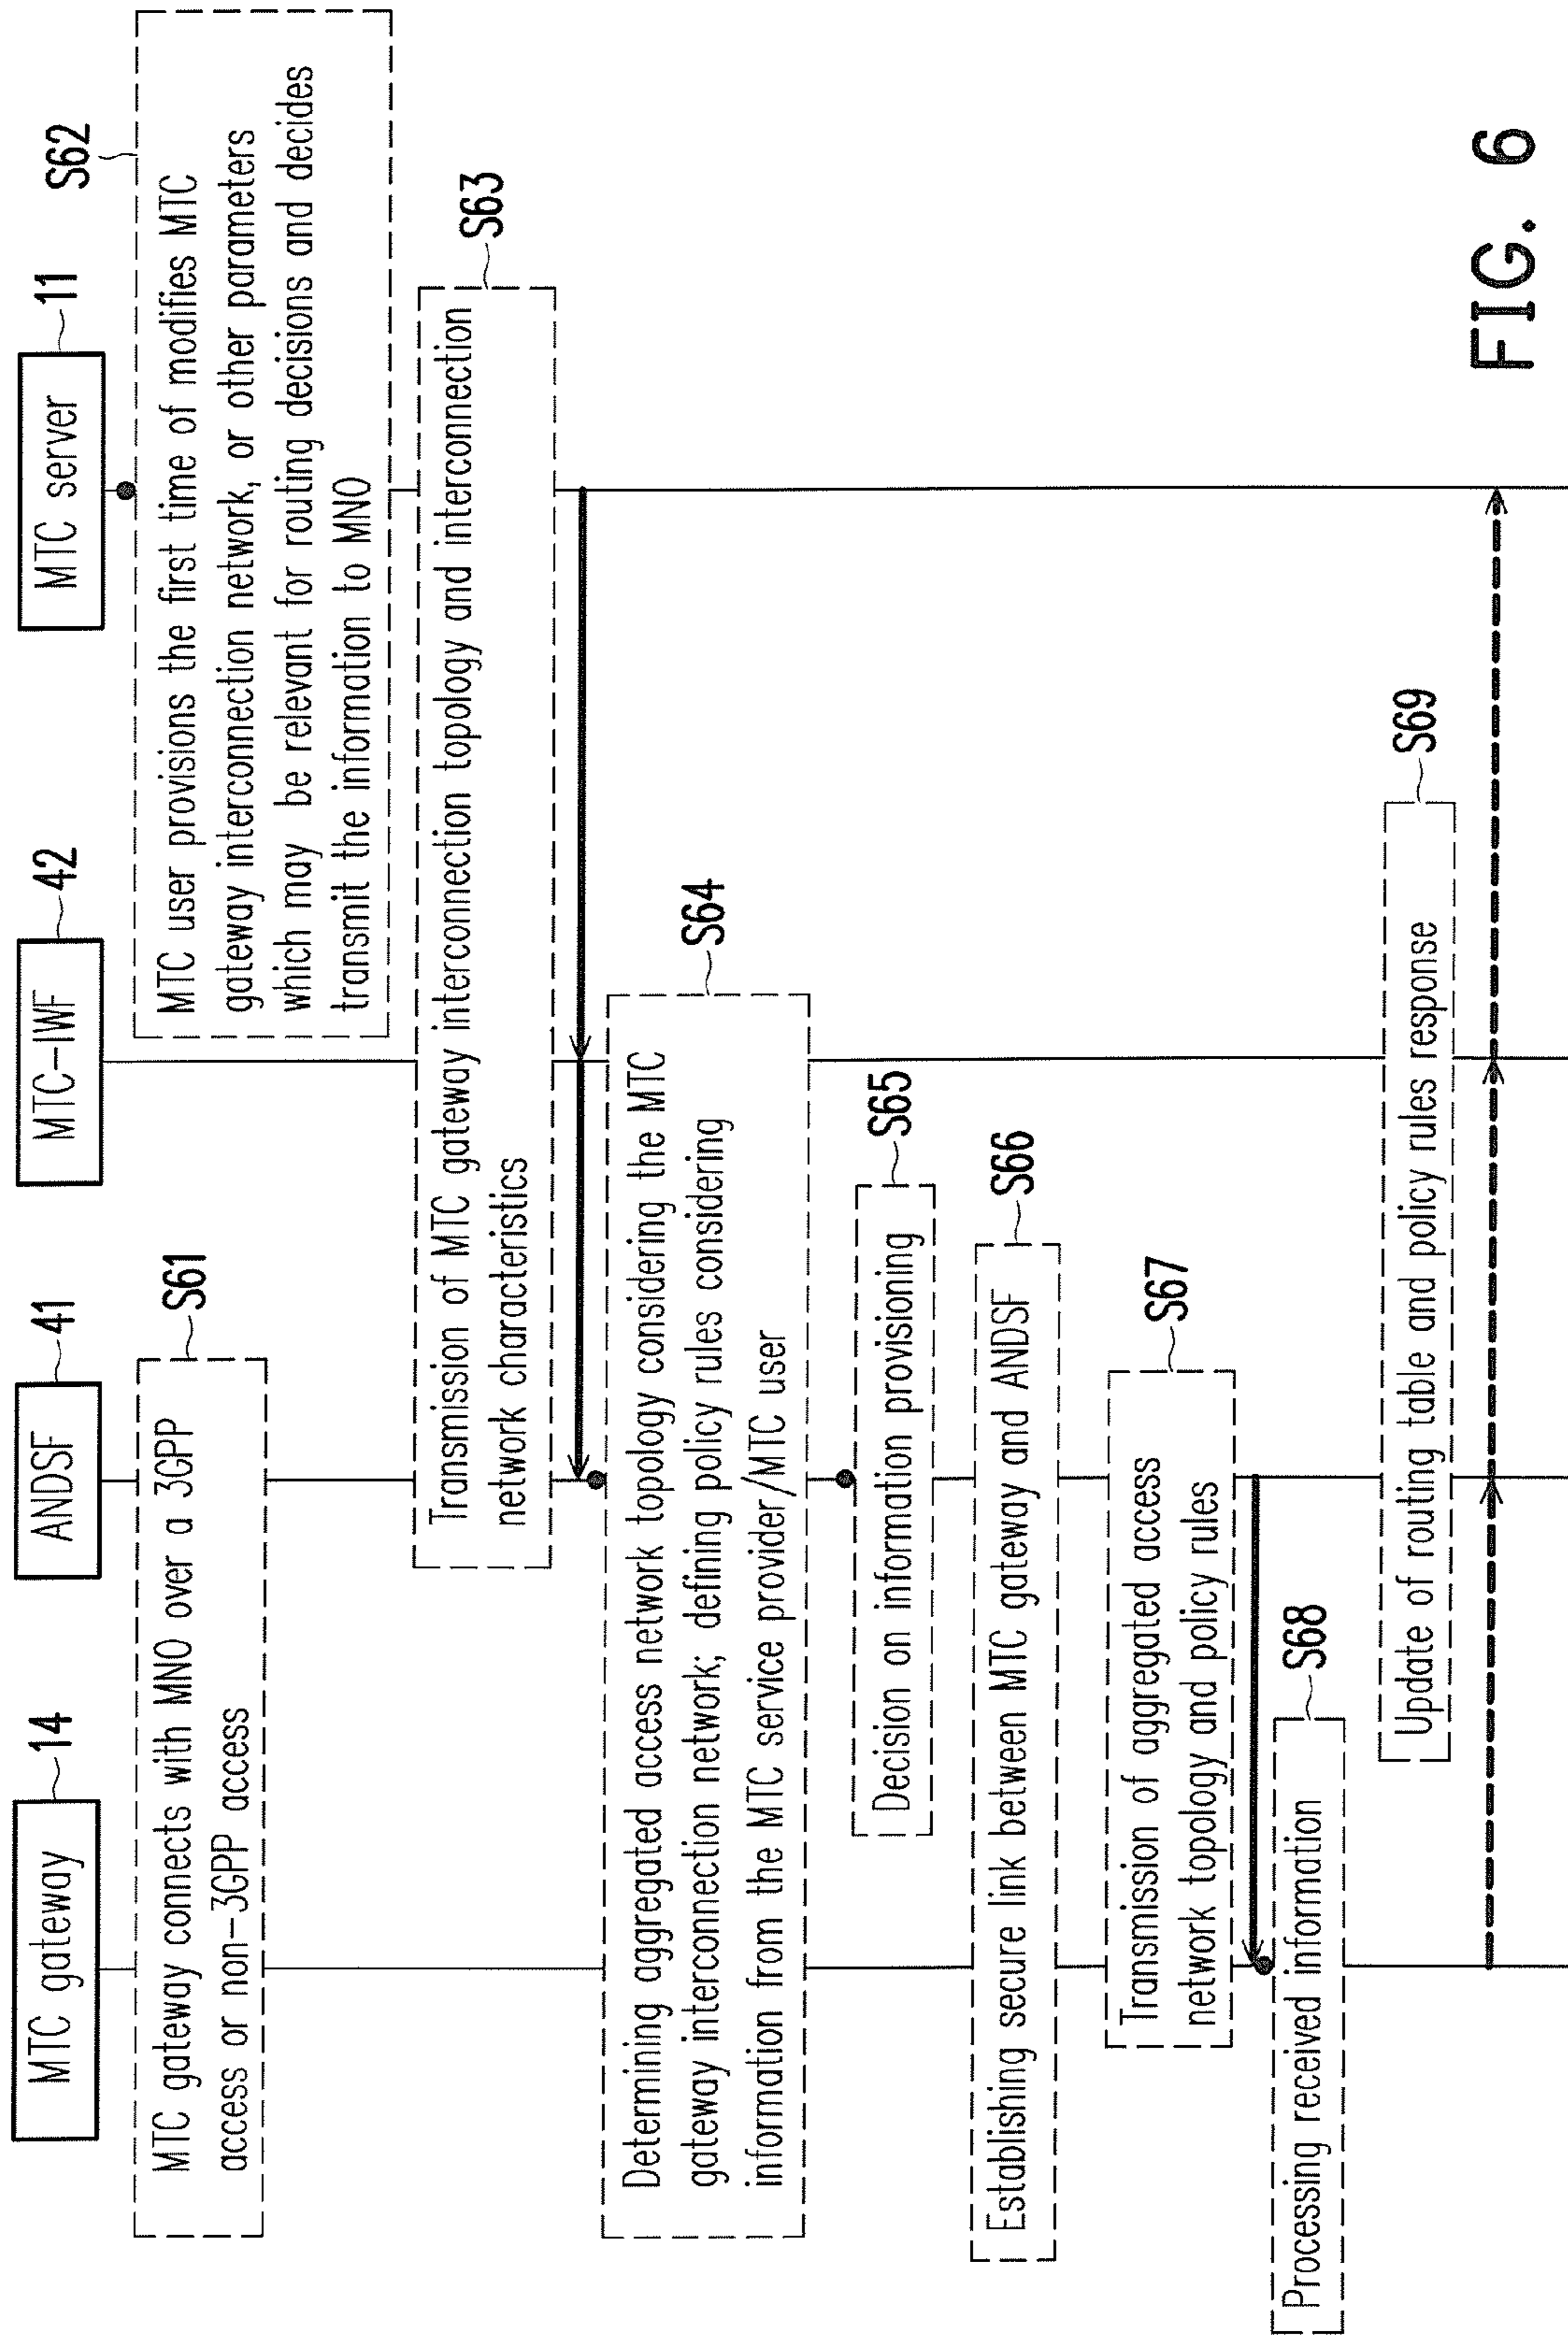 MTC gateway
14
ANDSF
41
MTC-IWF
42
MTC server
11
MTC gateway connects with MNO over a 3GPP
access or non-3GPP access
S61
MTC user provisions the first time of modifies MTC
gateway interconnection network, or other parameters
which may be relevant for routing decisions and decides
transmit the information to MNO
S62
Transmission of MTC gateway interconnection topology and interconnection
network characteristics
S63
Determining aggregated access network topology considering the MTC
gateway interconnection network; defining policy rules considering
information from the MTC service provider/MTC user
S64
Decision on information provisioning
S65
Establishing secure link between MTC gateway and ANDSF
S66
Transmission of aggregated access
network topology and policy rules
S67
Processing received information
S68
Update of routing table and policy rules response
S69
FIG. 6